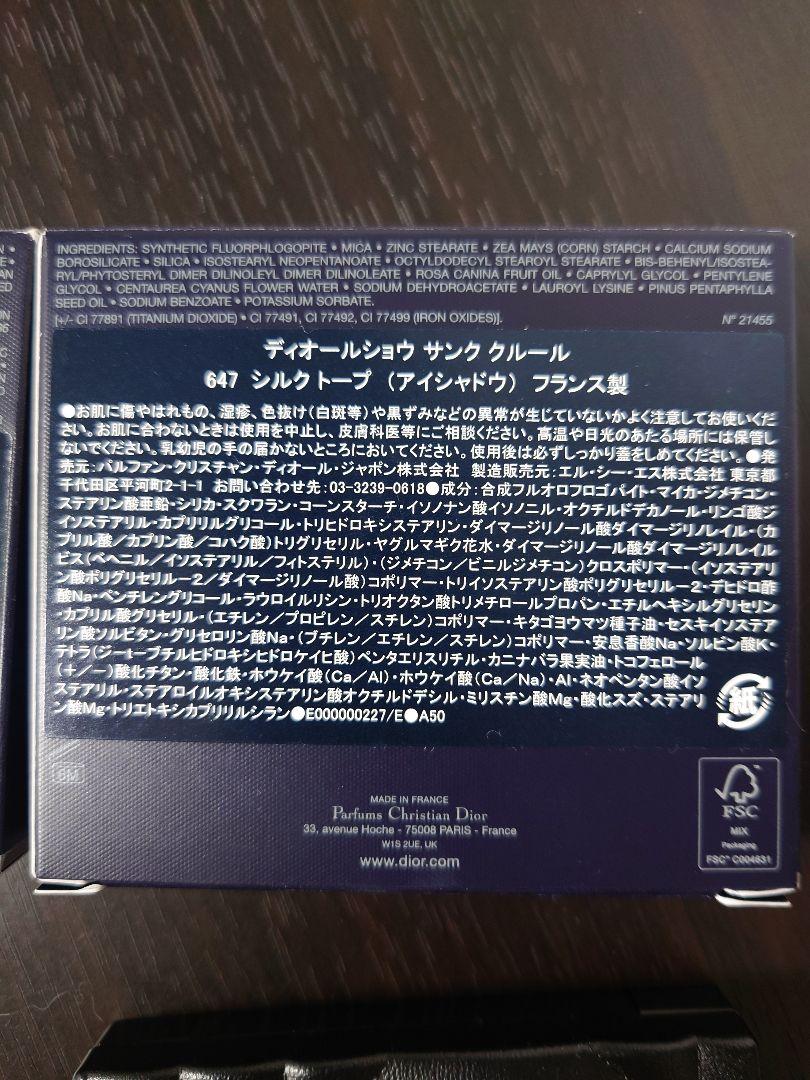 INGREDIENTS: SYNTHETIC FLUORPHLOGOPITE • MICA • ZINC STEARATE • ZEA MAYS (CORN) STARCH • CALCIUM SODIUM
BOROSILICATE • SILICA • ISOSTEARYL NEOPENTANOATE • OCTYLDODECYL STEAROYL STEARATE • BIS-BEHENYL/ISOSTEA-
RYL/PHYTOSTERYL DIMER DILINOLEYL DIMER DILINOLEATE • ROSA CANINA FRUIT OIL • CAPRYLYL GLYCOL • PENTYLENE
GLYCOL • CENTAUREA CYANUS FLOWER WATER • SODIUM DEHYDROACETATE • LAUROYL LYSINE • PINUS PENTAPHYLLA
SEED OIL • SODIUM BENZOATE • POTASSIUM SORBATE.
[+/- CI 77891 (TITANIUM DIOXIDE) • CI 77491, CI 77492, CI 77499 (IRON OXIDES)].
N° 21455
ディオールショウ サンク クルール
647 シルク トープ （アイシャドウ） フランス製
●お肌に傷やはれもの、湿疹、色抜け（白斑等）や黒ずみなどの異常が生じていないかよく注意してお使いくだ
さい。お肌に合わないときは使用を中止し、皮膚科医等にご相談ください。高温や日光のあたる場所には保管し
ないでください。乳幼児の手の届かないところにおいてください。使用後は必ずしっかり蓋をしめてください。●発
売元：パルファン・クリスチャン・ディオール・ジャポン株式会社 製造販売元：エル・シー・エス株式会社 東京都
千代田区平河町2-1-1 お問い合わせ先：03-3239-0618●成分：合成フルオロフロゴパイト・マイカ・ジメチコン・
ステアリン酸亜鉛・シリカ・スクワラン・コーンスターチ・イソノナン酸イソノニル・オクチルドデカノール・リンゴ酸ジ
イソステアリル・カプリリルグリコール・トリヒドロキシステアリン・ダイマージリノール酸ダイマージリノレイル・（カ
プリル酸／カプリン酸／コハク酸）トリグリセリル・ヤグルマギク花水・ダイマージリノール酸ダイマージリノレイル
ビス（ベヘニル／イソステアリル／フィトステリル）・（ジメチコン／ビニルジメチコン）クロスポリマー・（イソステアリ
ン酸ポリグリセリル－2／ダイマージリノール酸）コポリマー・トリイソステアリン酸ポリグリセリル－2・デヒドロ酢
酸Na・ペンチレングリコール・ラウロイルリシン・トリオクタン酸トリメチロールプロパン・エチルヘキシルグリセリン
・カプリル酸グリセリル・（エチレン／プロピレン／スチレン）コポリマー・キタゴヨウマツ種子油・セスキイソステア
リン酸ソルビタン・グリセロリン酸Na・（ブチレン／エチレン／スチレン）コポリマー・安息香酸Na・ソルビン酸K・
テトラ（ジ－t－ブチルヒドロキシヒドロケイヒ酸）ペンタエリスリチル・カニナバラ果実油・トコフェロール
（＋／－）酸化チタン・酸化鉄・ホウケイ酸（Ca／Al）・ホウケイ酸（Ca／Na）・Al・ネオペンタン酸イソ
ステアリル・ステアロイルオキシステアリン酸オクチルドデシル・ミリスチン酸Mg・酸化スズ・ステアリ
ン酸Mg・トリエトキシカプリリルシラン●E000000227/E●A50
紙
6M
MADE IN FRANCE
Parfums Christian Dior
33, avenue Hoche - 75008 PARIS - France
W1S 2UE, UK
www.dior.com
FSC
MIX
Packaging
FSC® C004631